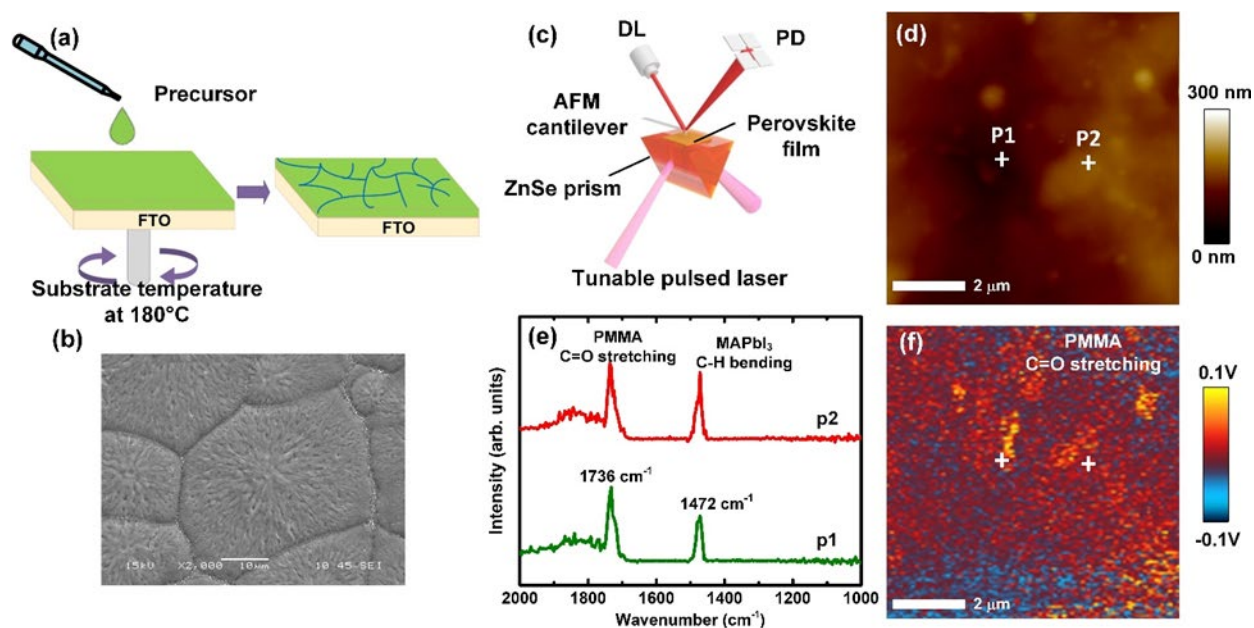 (a)
Precursor
FTO
FTO
Substrate temperature
at 180°C
(b)
15kV X2,000 10μm 10 45 SEI
(c)
DL
PD
AFM
cantilever
Perovskite
film
ZnSe prism
Tunable pulsed laser
(d)
P1
P2
2 μm
300 nm
0 nm
(e)
PMMA
C=O stretching
MAPbI₃
C-H bending
p2
1736 cm⁻¹
1472 cm⁻¹
p1
Intensity (arb. units)
2000 1800 1600 1400 1200 1000
Wavenumber (cm⁻¹)
(f)
PMMA
C=O stretching
2 μm
0.1V
-0.1V